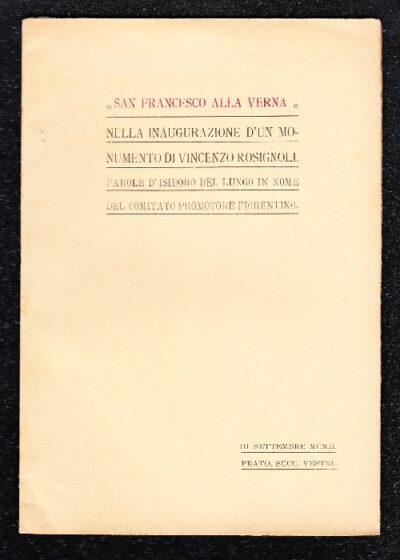 * SAN FRANCESCO ALLA VERNA *
NELLA INAUGURAZIONE D'UN MO-
NUMENTO DI VINCENZO ROSIGNOLI.
PAROLE D'ISIDORO DEL LUNGO IN NOME
DEL COMITATO PROMOTORE FIORENTINO.
III SETTEMBRE MCMII.
PRATO, SUCC. VESTRI.